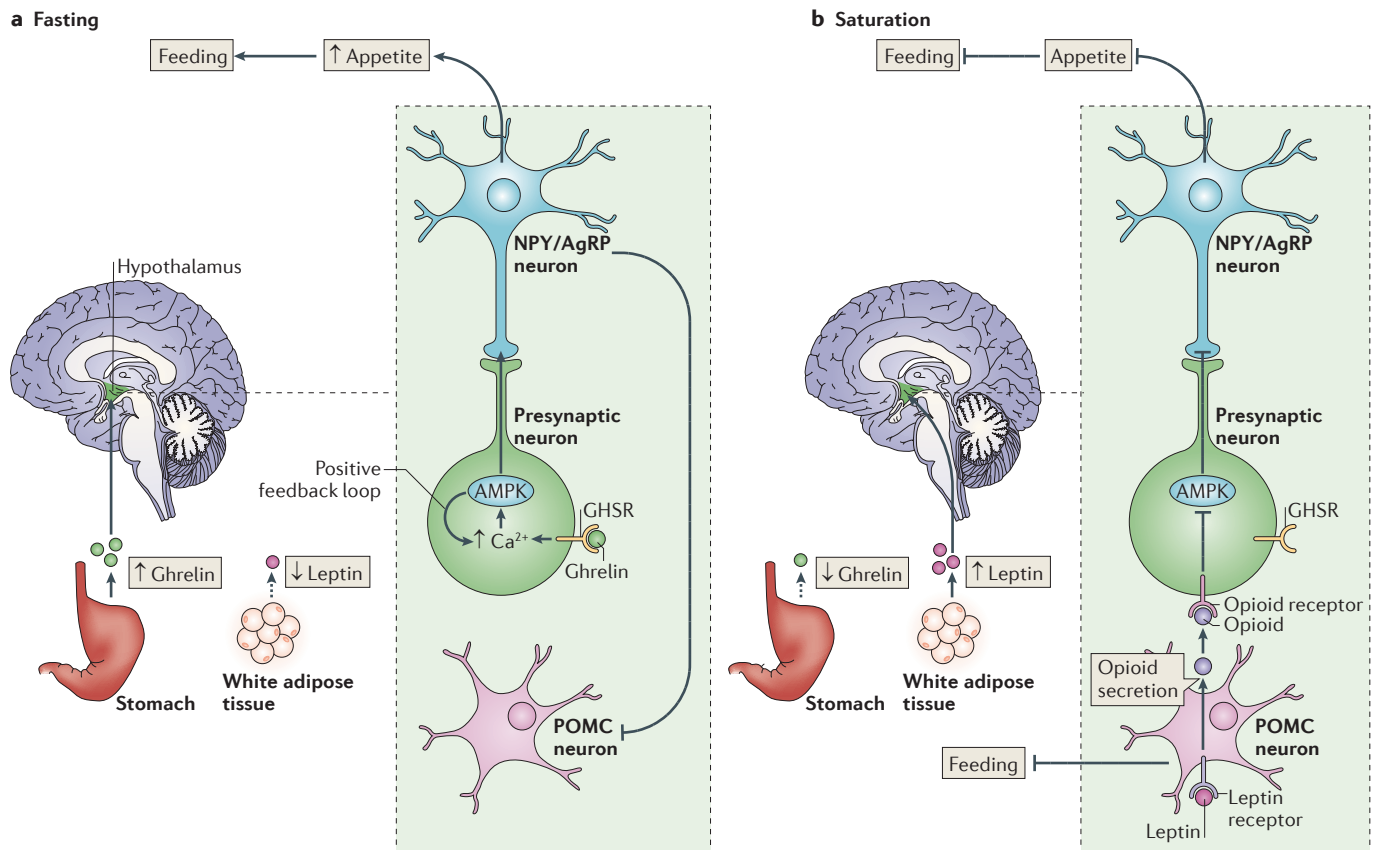 a Fasting
Feeding
↑ Appetite
NPY/AgRP
neuron
Hypothalamus
Presynaptic
neuron
Positive
feedback loop
AMPK
GHSR
↑ Ca²⁺
Ghrelin
↑ Ghrelin
↓ Leptin
Stomach
White adipose
tissue
POMC
neuron
b Saturation
Feeding
Appetite
NPY/AgRP
neuron
Presynaptic
neuron
AMPK
GHSR
↓ Ghrelin
↑ Leptin
Opioid receptor
Opioid
Opioid
secretion
Stomach
White adipose
tissue
POMC
neuron
Feeding
Leptin
receptor
Leptin